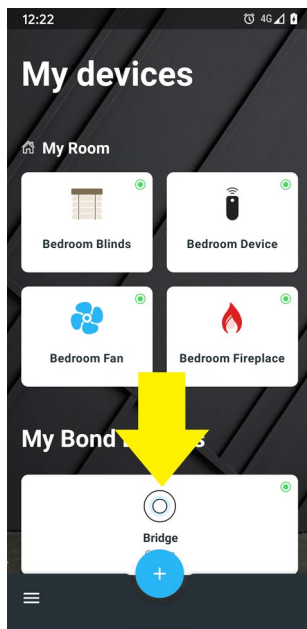 12:22 4G
My devices
My Room
Bedroom Blinds Bedroom Device
Bedroom Fan Bedroom Fireplace
My Bond
Bridge
+